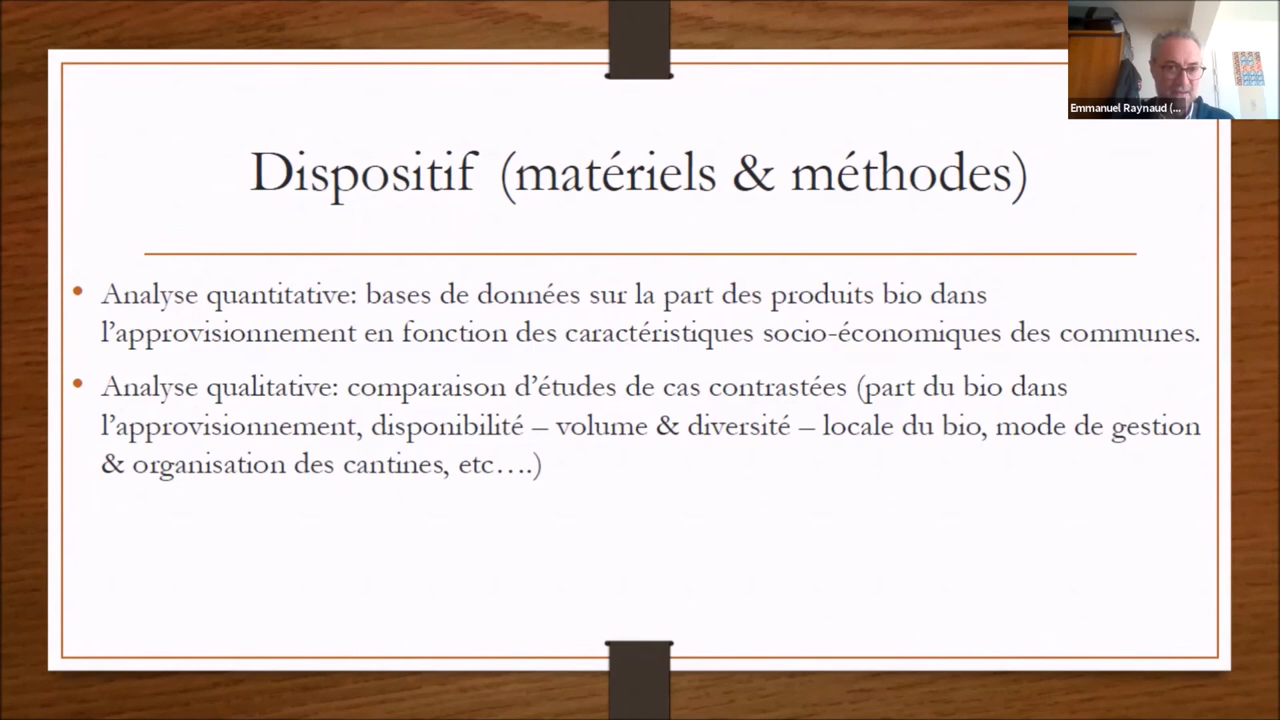 Emmanuel Raynaud (...
Dispositif (matériels & méthodes)
• Analyse quantitative: bases de données sur la part des produits bio dans
l’approvisionnement en fonction des caractéristiques socio-économiques des communes.
• Analyse qualitative: comparaison d’études de cas contrastées (part du bio dans
l’approvisionnement, disponibilité – volume & diversité – locale du bio, mode de gestion
& organisation des cantines, etc….)